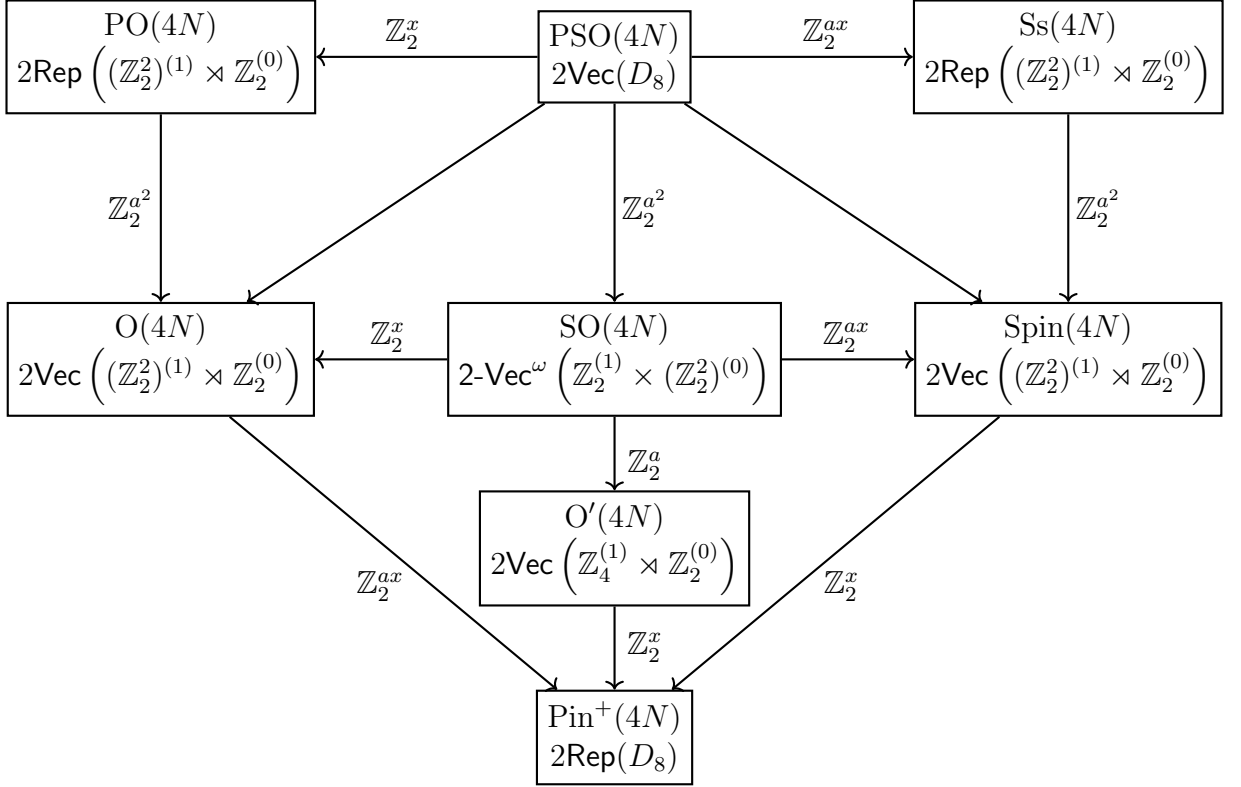 PO(4N)
2Rep ((ℤ₂²)⁽¹⁾ ⋊ ℤ₂⁽⁰⁾)
ℤ₂ˣ
PSO(4N)
2Vec(D₈)
ℤ₂ᵃˣ
Ss(4N)
2Rep ((ℤ₂²)⁽¹⁾ ⋊ ℤ₂⁽⁰⁾)
ℤ₂^{a²}
ℤ₂^{a²}
ℤ₂^{a²}
O(4N)
2Vec ((ℤ₂²)⁽¹⁾ ⋊ ℤ₂⁽⁰⁾)
ℤ₂ˣ
SO(4N)
2-Vec^ω (ℤ₂⁽¹⁾ × (ℤ₂²)⁽⁰⁾)
ℤ₂ᵃˣ
Spin(4N)
2Vec ((ℤ₂²)⁽¹⁾ ⋊ ℤ₂⁽⁰⁾)
ℤ₂ᵃ
O′(4N)
2Vec (ℤ₄⁽¹⁾ ⋊ ℤ₂⁽⁰⁾)
ℤ₂ᵃˣ
ℤ₂ˣ
ℤ₂ˣ
Pin⁺(4N)
2Rep(D₈)